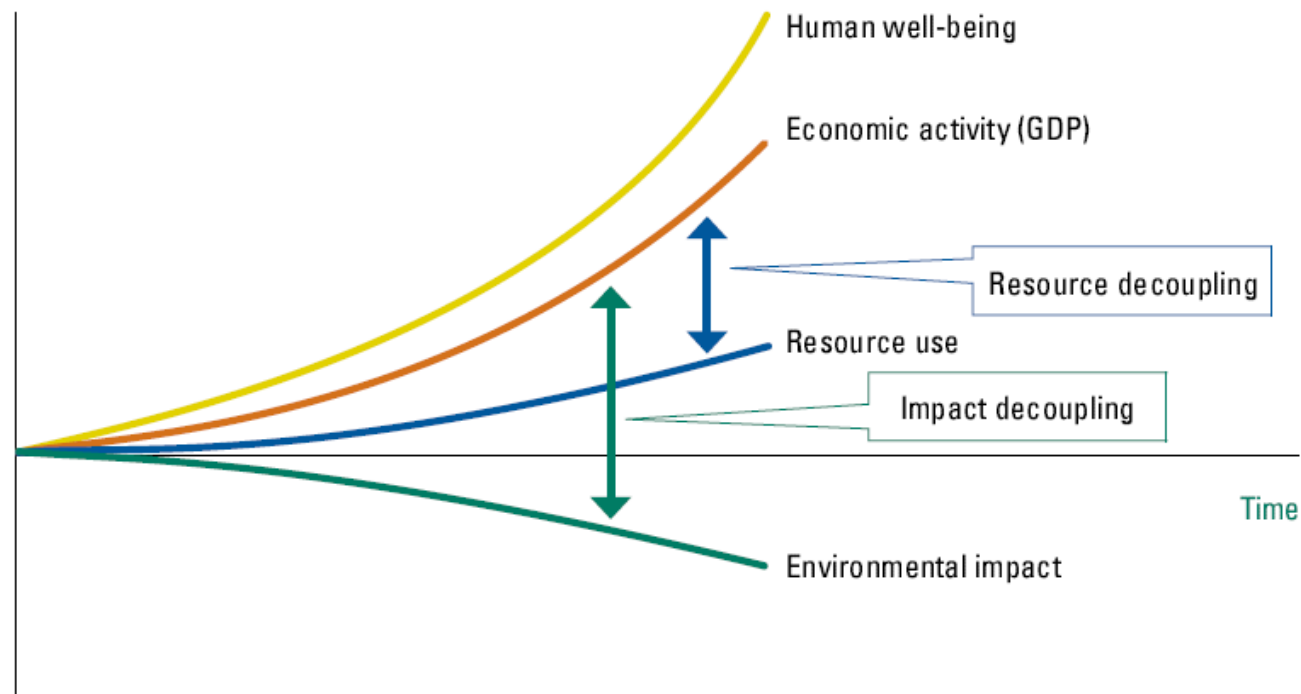 Human well-being
Economic activity (GDP)
Resource decoupling
Resource use
Impact decoupling
Time
Environmental impact